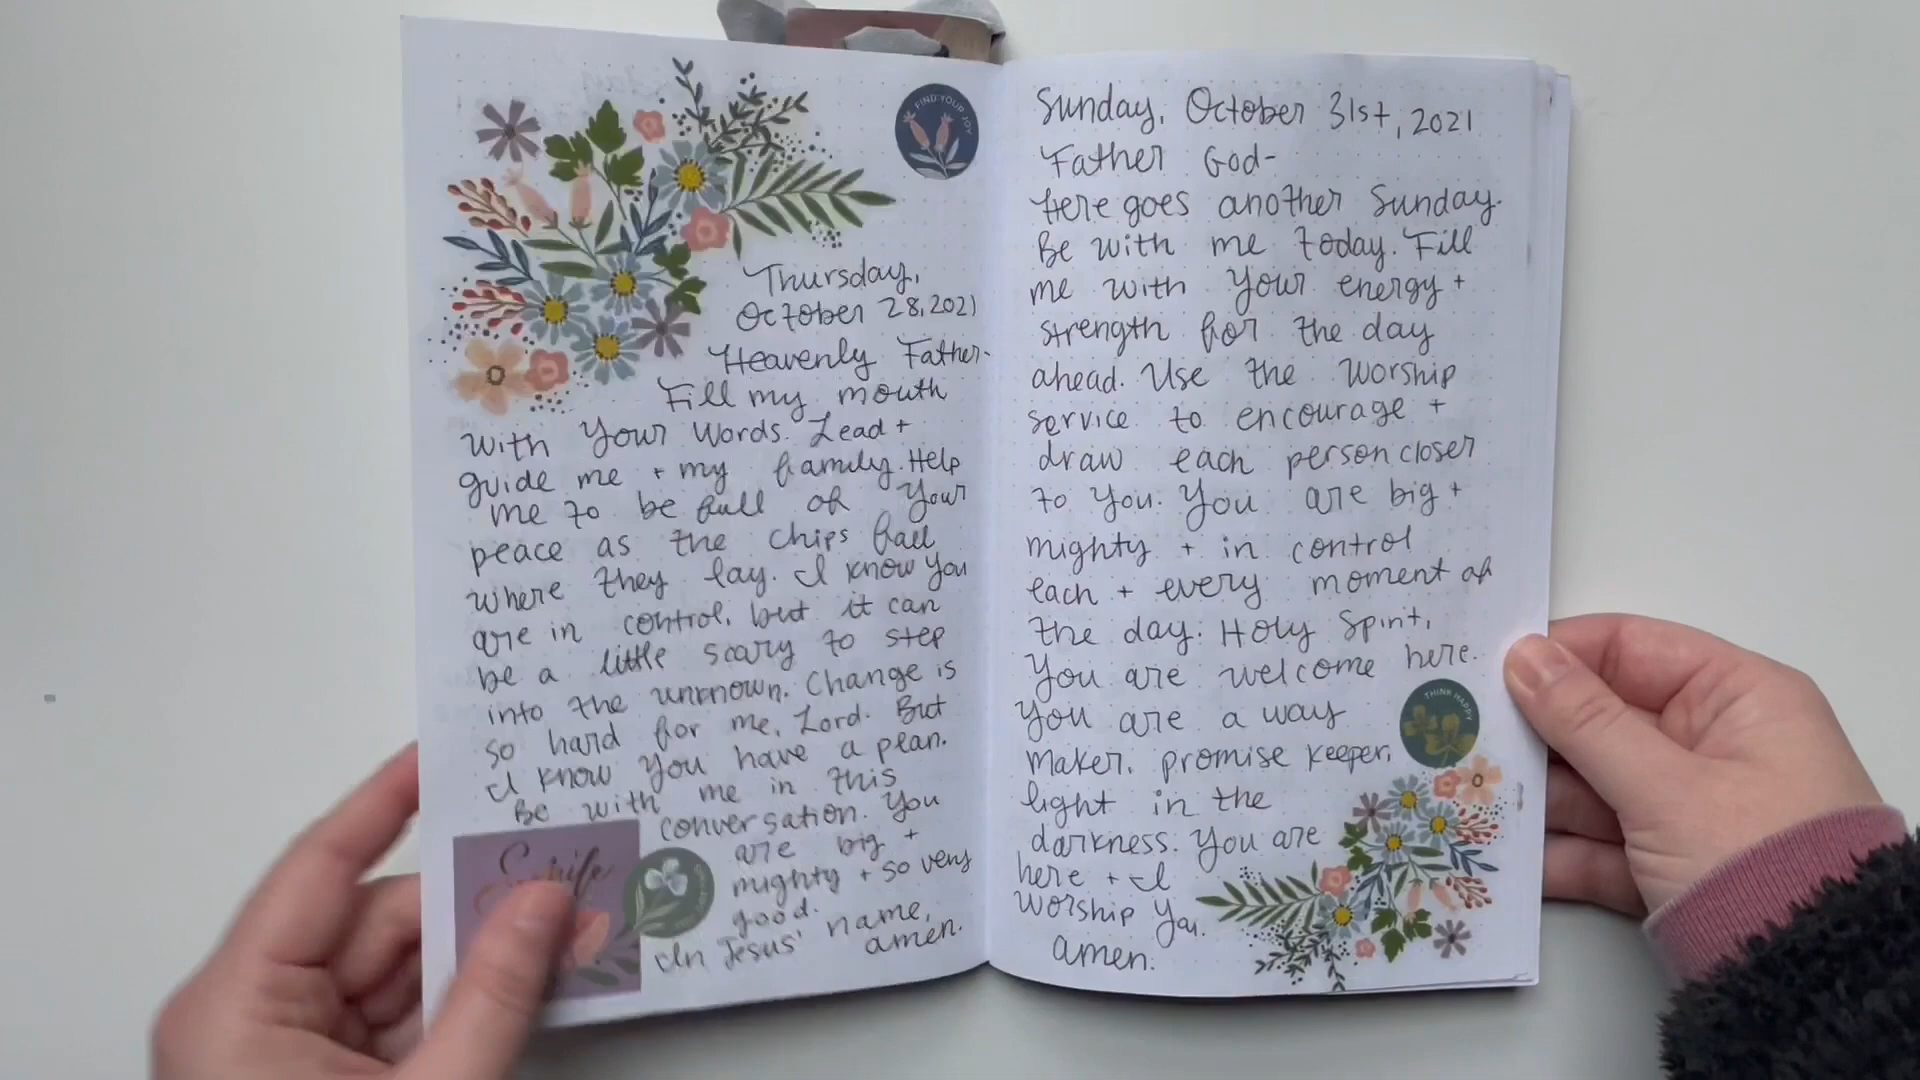 FIND YOUR JOY
Thursday,
October 28, 2021
Heavenly Father-
Fill my mouth
with Your Words. Lead +
guide me + my family. Help
me to be full of Your
peace as the chips fall
where they lay. I know You
are in control, but it can
be a little scary to step
into the unknown. Change is
so hard for me, Lord. But
I know You have a plan.
Be with me in this
conversation. You
are big +
mighty + so very
good.
In Jesus' name,
amen.
Smile
Sunday, October 31st, 2021
Father God-
Here goes another Sunday.
Be with me today. Fill
me with Your energy +
strength for the day
ahead. Use the Worship
service to encourage +
draw each person closer
to You. You are big +
mighty + in control
each + every moment of
the day. Holy Spirit,
You are welcome here.
You are a way
maker, promise keeper,
light in the
darkness. You are
here + I
worship You.
amen.
THINK HAPPY